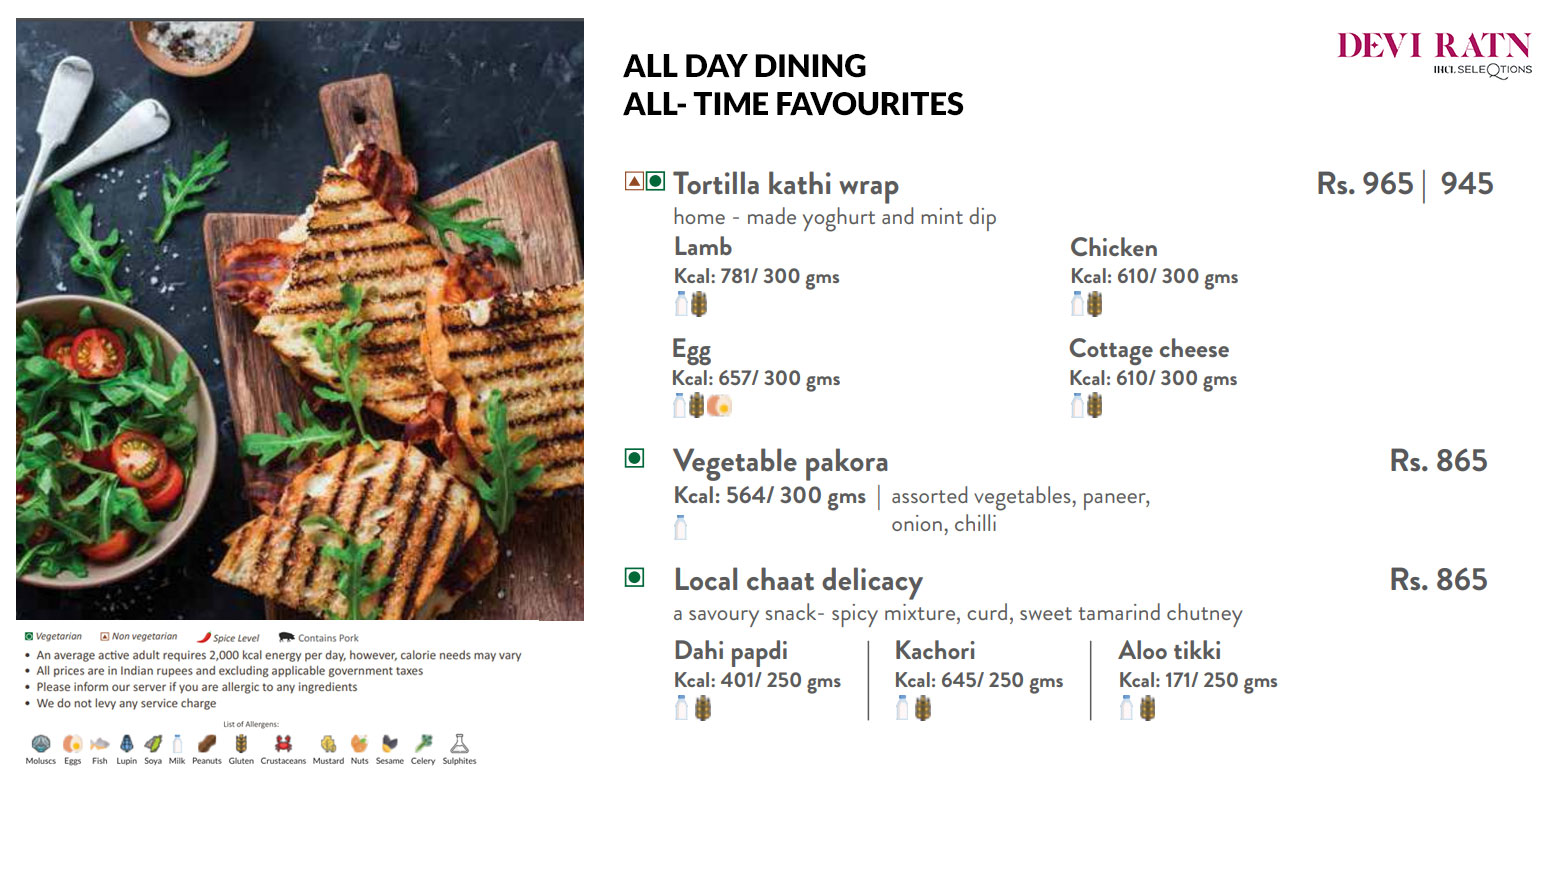 DEVI RATN
IHCL SELEQTIONS
ALL DAY DINING
ALL- TIME FAVOURITES
Tortilla kathi wrap Rs. 965 | 945
home - made yoghurt and mint dip
Lamb
Kcal: 781/ 300 gms
Chicken
Kcal: 610/ 300 gms
Egg
Kcal: 657/ 300 gms
Cottage cheese
Kcal: 610/ 300 gms
Vegetable pakora Rs. 865
Kcal: 564/ 300 gms | assorted vegetables, paneer,
onion, chilli
Local chaat delicacy Rs. 865
a savoury snack- spicy mixture, curd, sweet tamarind chutney
Dahi papdi
Kcal: 401/ 250 gms
Kachori
Kcal: 645/ 250 gms
Aloo tikki
Kcal: 171/ 250 gms
Vegetarian Non vegetarian Spice Level Contains Pork
• An average active adult requires 2,000 kcal energy per day, however, calorie needs may vary
• All prices are in Indian rupees and excluding applicable government taxes
• Please inform our server if you are allergic to any ingredients
• We do not levy any service charge
List of Allergens:
Moluscs Eggs Fish Lupin Soya Milk Peanuts Gluten Crustaceans Mustard Nuts Sesame Celery Sulphites